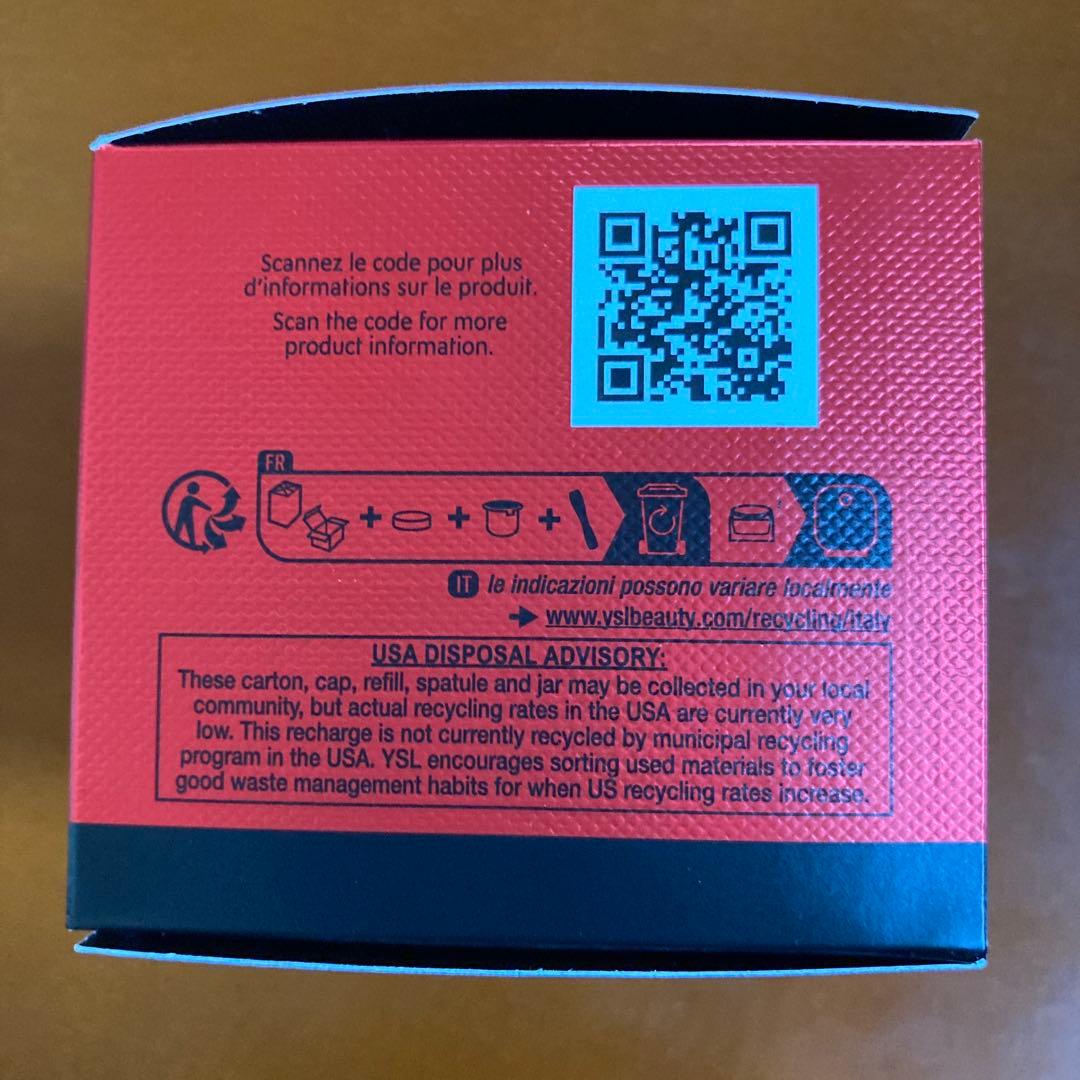 Scannez le code pour plus
d'informations sur le produit.
Scan the code for more
product information.
FR
IT le indicazioni possono variare localmente
www.yslbeauty.com/recycling/italy
USA DISPOSAL ADVISORY:
These carton, cap, refill, spatule and jar may be collected in your local
community, but actual recycling rates in the USA are currently very
low. This recharge is not currently recycled by municipal recycling
program in the USA. YSL encourages sorting used materials to foster
good waste management habits for when US recycling rates increase.